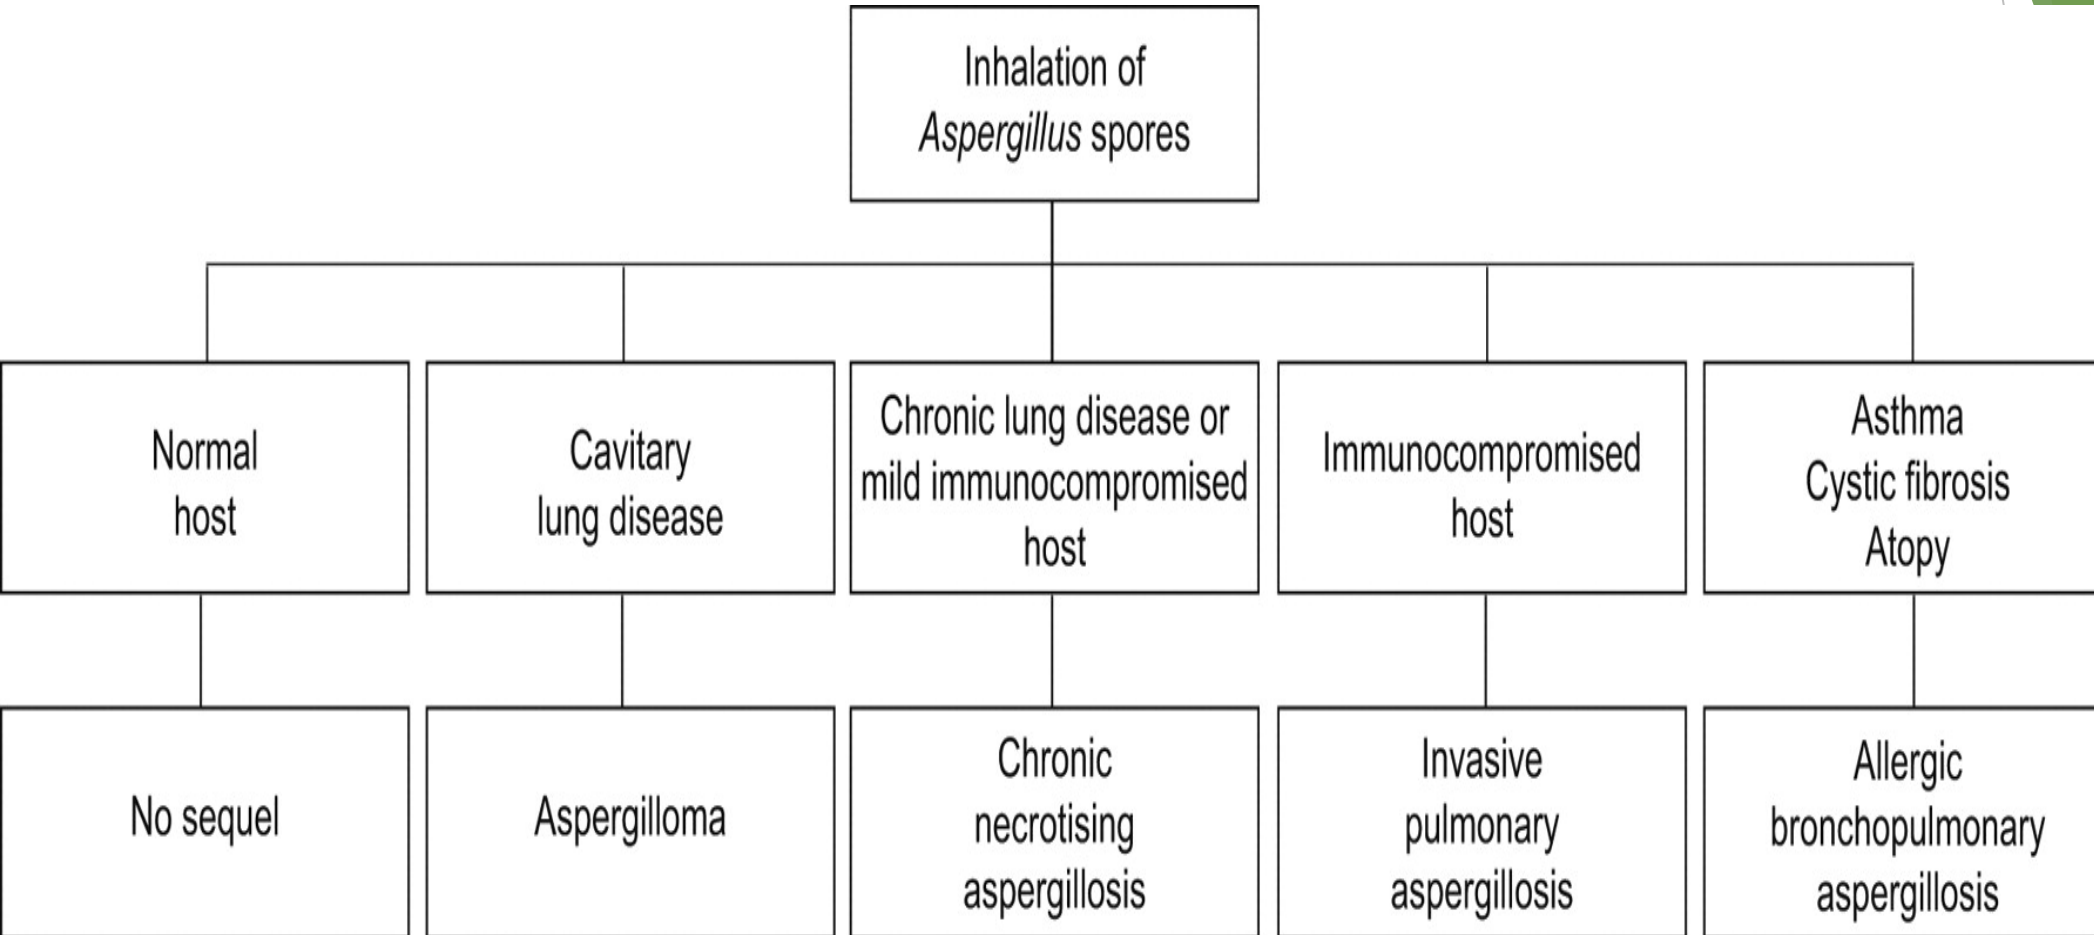 Inhalation of
Aspergillus spores
Normal
host
Cavitary
lung disease
Chronic lung disease or
mild immunocompromised
host
Immunocompromised
host
Asthma
Cystic fibrosis
Atopy
No sequel
Aspergilloma
Chronic
necrotising
aspergillosis
Invasive
pulmonary
aspergillosis
Allergic
bronchopulmonary
aspergillosis